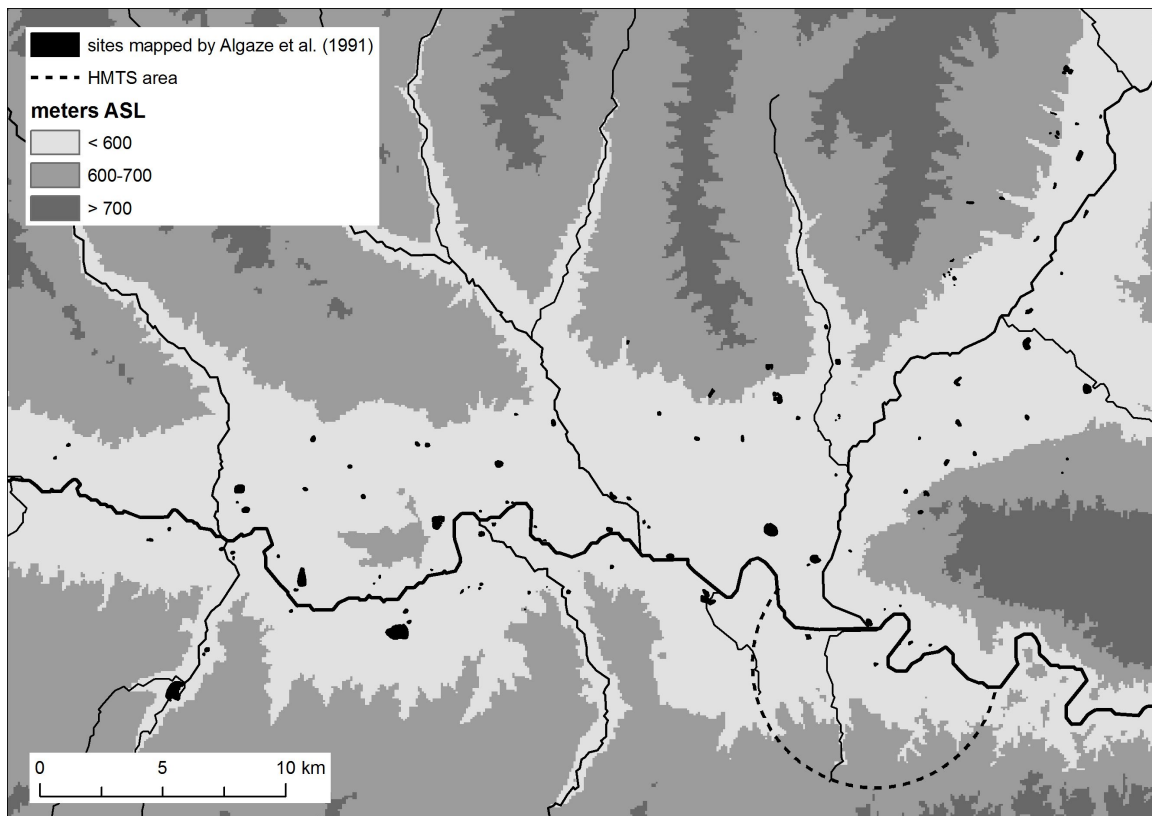 sites mapped by Algaze et al. (1991)
HMTS area
meters ASL
< 600
600-700
> 700
0 5 10 km